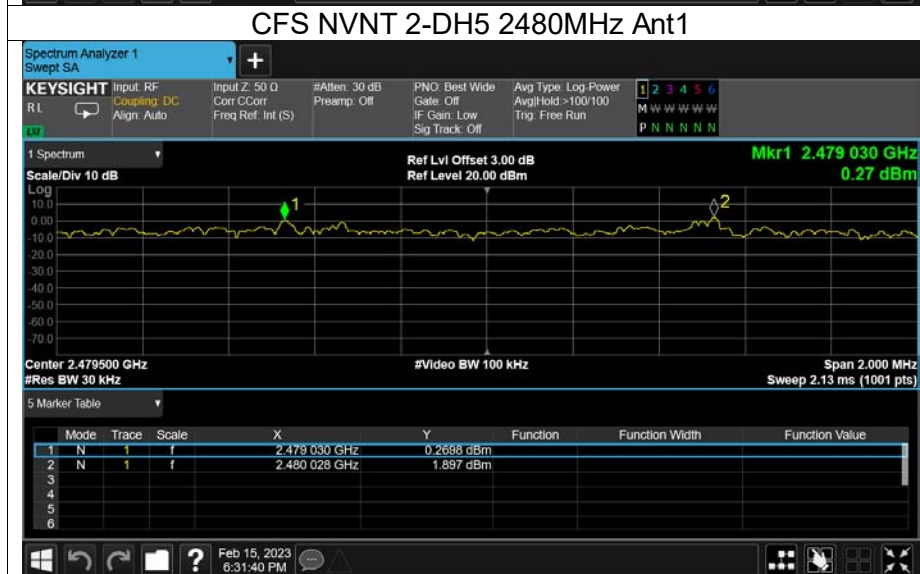 CFS NVNT 2-DH5 2480MHz Ant1
Spectrum Analyzer 1
Swept SA
+
KEYSIGHT
RL
LXI
Input: RF
Coupling: DC
Align: Auto
Input Z: 50 Ω
Corr CCorr
Freq Ref: Int (S)
#Atten: 30 dB
Preamp: Off
PNO: Best Wide
Gate: Off
IF Gain: Low
Sig Track: Off
Avg Type: Log-Power
Avg|Hold:>100/100
Trig: Free Run
1 2 3 4 5 6
M W W W W W
P N N N N N
1 Spectrum
Scale/Div 10 dB
Ref Lvl Offset 3.00 dB
Ref Level 20.00 dBm
Mkr1 2.479 030 GHz
0.27 dBm
Log
10.0
0.00
-10.0
-20.0
-30.0
-40.0
-50.0
-60.0
-70.0
1
2
Center 2.479500 GHz
#Res BW 30 kHz
#Video BW 100 kHz
Span 2.000 MHz
Sweep 2.13 ms (1001 pts)
5 Marker Table
Mode Trace Scale X Y Function Function Width Function Value
1 N 1 f 2.479 030 GHz 0.2698 dBm
2 N 1 f 2.480 028 GHz 1.897 dBm
3
4
5
6
?
Feb 15, 2023
6:31:40 PM